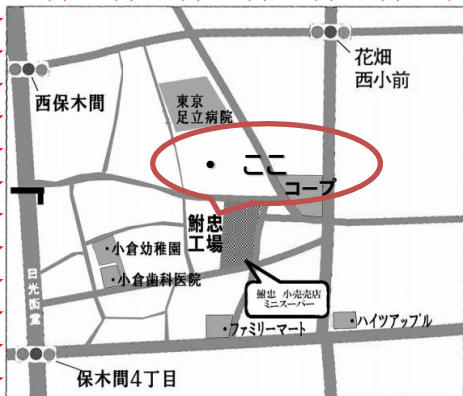 花畑
西小前
西保木間
東京
足立病院
・ここ
コープ
鮒忠
工場
・小倉幼稚園
・小倉歯科医院
日光街道
鮒忠 小売売店
ミニスーパー
・ファミリーマート
・ハイツアップル
保木間4丁目